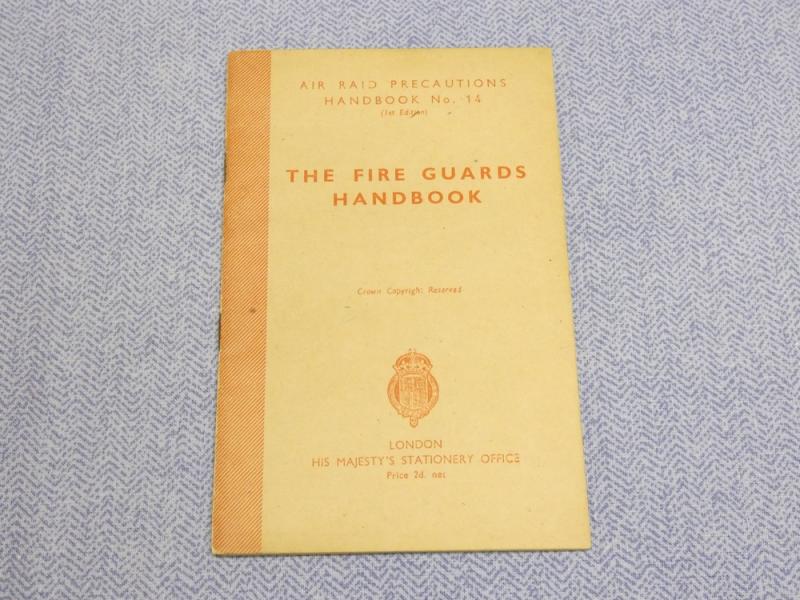 AIR RAID PRECAUTIONS
HANDBOOK No. 14
(1st Edition)
THE FIRE GUARDS
HANDBOOK
Crown Copyright Reserved
LONDON
HIS MAJESTY'S STATIONERY OFFICE
Price 2d. net